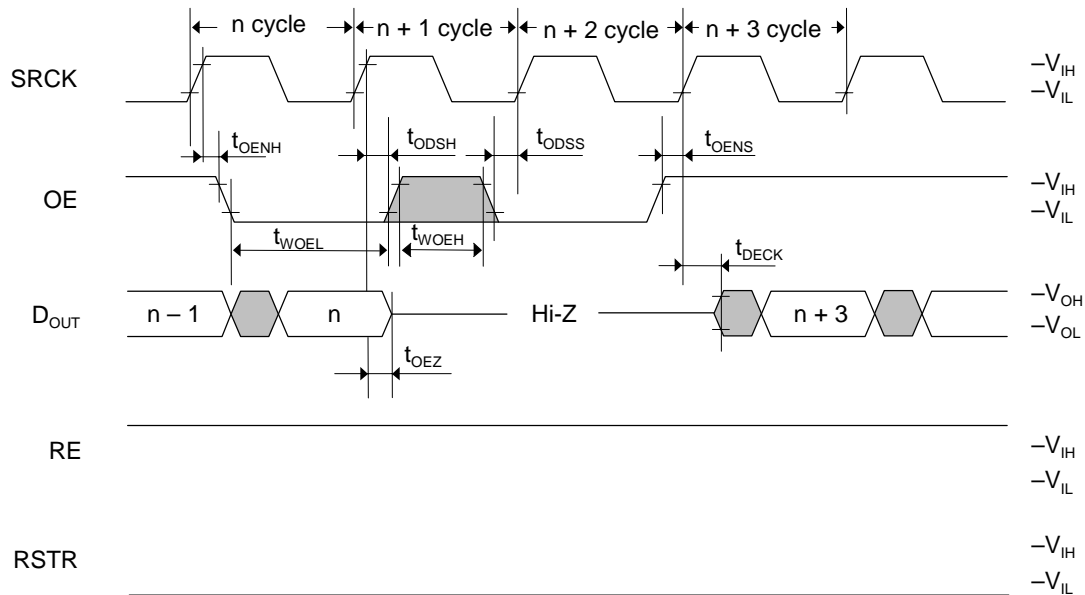 n cycle n + 1 cycle n + 2 cycle n + 3 cycle
SRCK
–VIH
–VIL
tOENH tODSH tODSS tOENS
OE
–VIH
–VIL
tWOEL tWOEH
tDECK
DOUT
n – 1 n Hi-Z n + 3
–VOH
–VOL
tOEZ
RE
–VIH
–VIL
RSTR
–VIH
–VIL